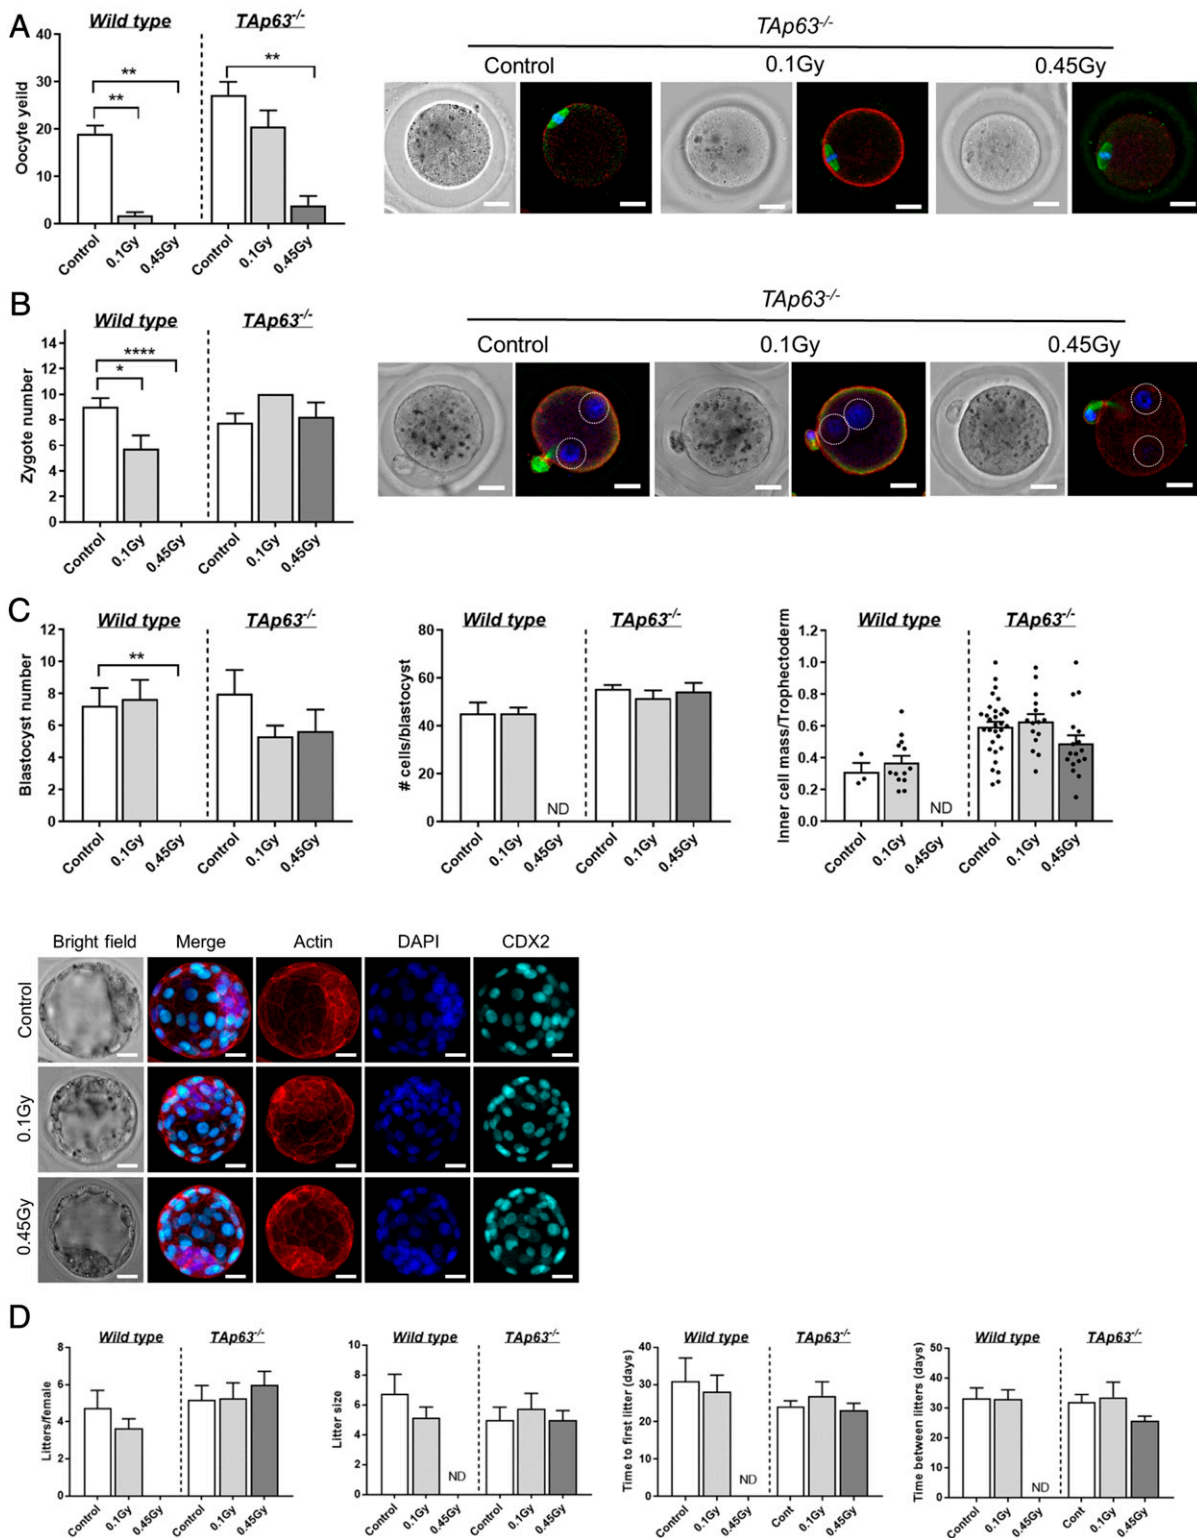 A
Wild type
TAp63-/-
Oocyte yeild
40
30
20
10
0
**
**
**
Control
0.1Gy
0.45Gy
Control
0.1Gy
0.45Gy
TAp63-/-
Control
0.1Gy
0.45Gy
B
Wild type
TAp63-/-
Zygote number
14
12
10
8
6
4
2
0
****
*
Control
0.1Gy
0.45Gy
Control
0.1Gy
0.45Gy
TAp63-/-
Control
0.1Gy
0.45Gy
C
Wild type
TAp63-/-
Blastocyst number
12
10
8
6
4
2
0
**
Control
0.1Gy
0.45Gy
Control
0.1Gy
0.45Gy
Wild type
TAp63-/-
# cells/blastocyst
80
60
40
20
0
ND
Control
0.1Gy
0.45Gy
Control
0.1Gy
0.45Gy
Wild type
TAp63-/-
Inner cell mass/Trophectoderm
1.2
1.0
0.8
0.6
0.4
0.2
0.0
ND
Control
0.1Gy
0.45Gy
Control
0.1Gy
0.45Gy
Bright field
Merge
Actin
DAPI
CDX2
Control
0.1Gy
0.45Gy
D
Wild type
TAp63-/-
Litters/female
8
6
4
2
0
Control
0.1Gy
0.45Gy
Control
0.1Gy
0.45Gy
Wild type
TAp63-/-
Litter size
10
8
6
4
2
0
ND
Control
0.1Gy
0.45Gy
Control
0.1Gy
0.45Gy
Wild type
TAp63-/-
Time to first litter (days)
40
30
20
10
0
ND
Control
0.1Gy
0.45Gy
Cont
0.1Gy
0.45Gy
Wild type
TAp63-/-
Time between litters (days)
50
40
30
20
10
0
ND
Control
0.1Gy
0.45Gy
Cont
0.1Gy
0.45Gy